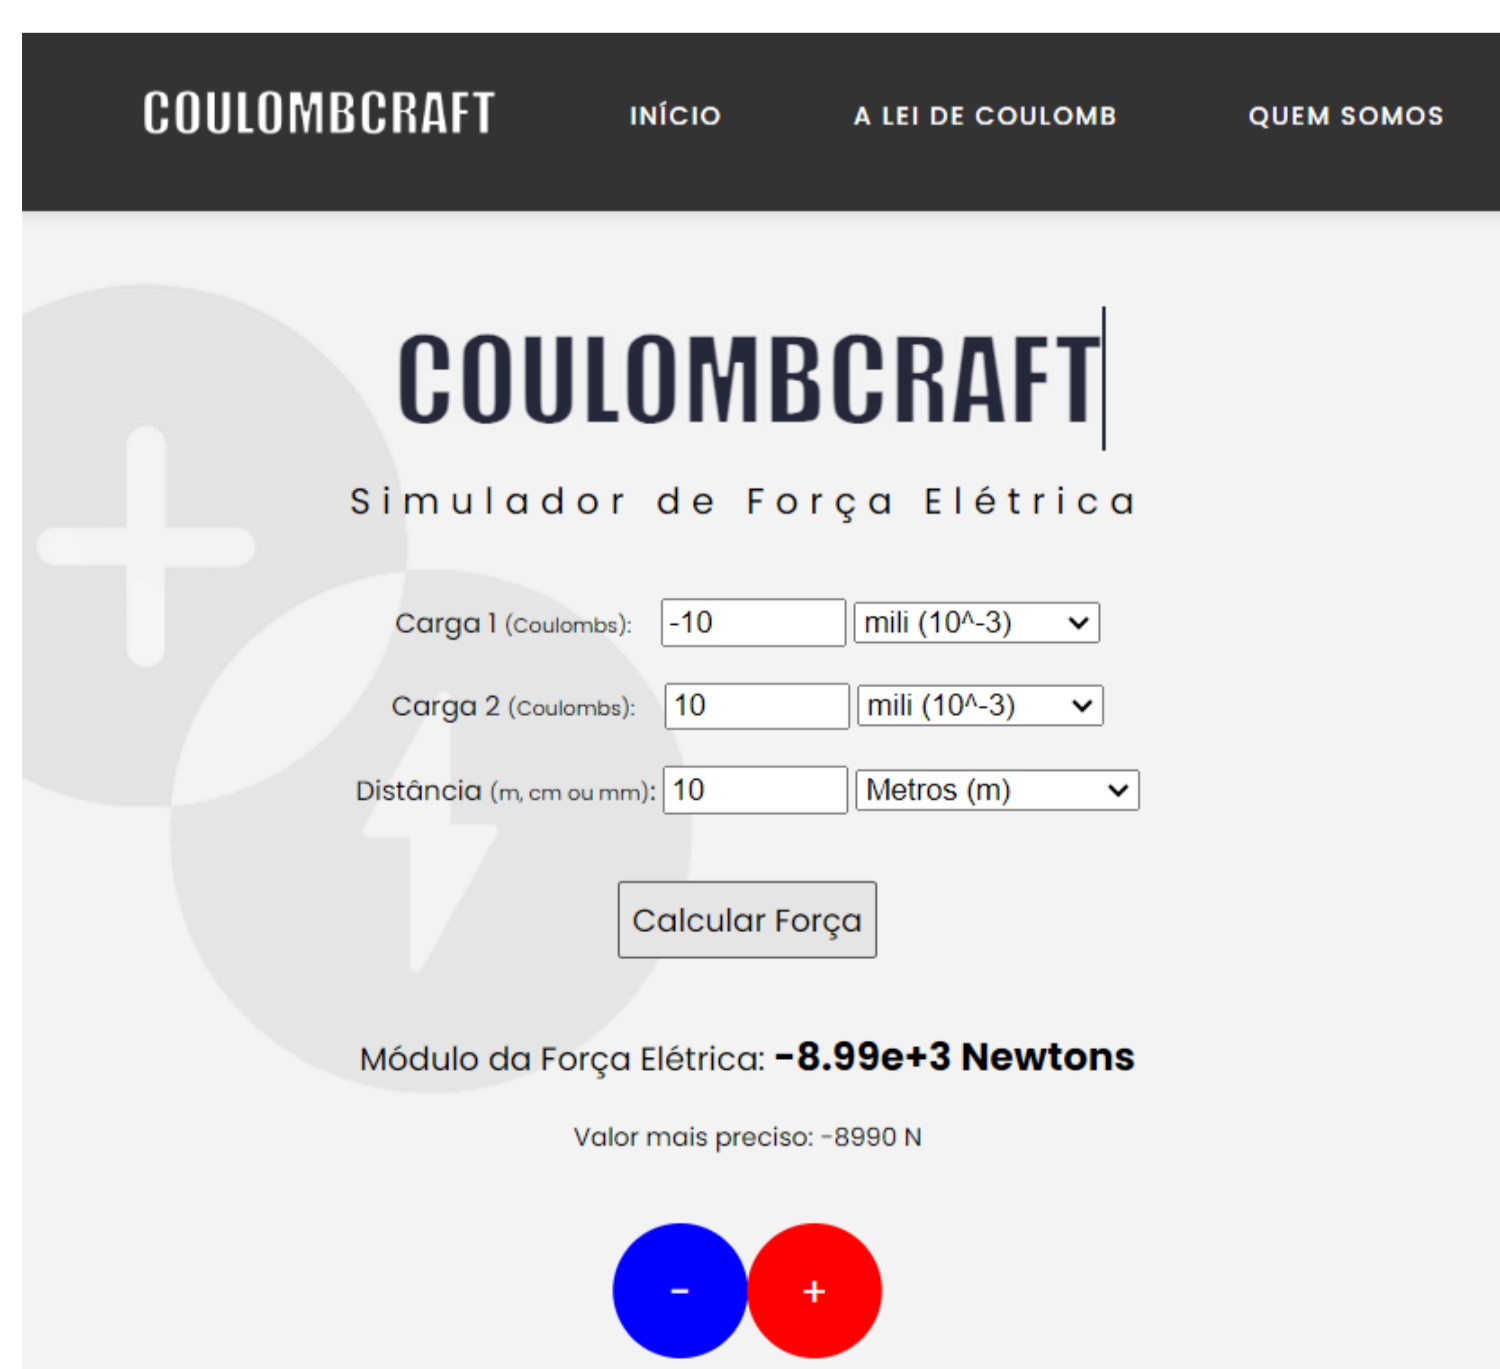 COULOMBCRAFT INÍCIO A LEI DE COULOMB QUEM SOMOS
COULOMBCRAFT
Simulador de Força Elétrica
Carga 1 (Coulombs): -10 mili (10^-3)
Carga 2 (Coulombs): 10 mili (10^-3)
Distância (m, cm ou mm): 10 Metros (m)
Calcular Força
Módulo da Força Elétrica: -8.99e+3 Newtons
Valor mais preciso: -8990 N
- +